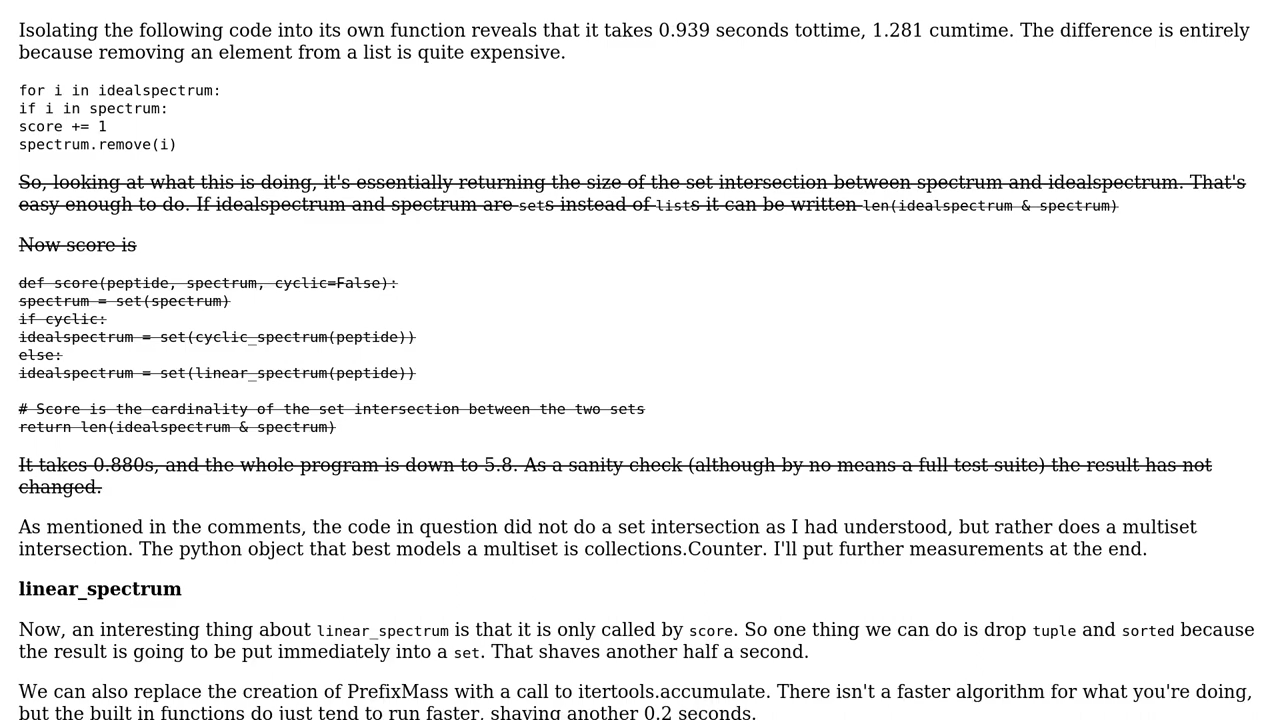 Isolating the following code into its own function reveals that it takes 0.939 seconds tottime, 1.281 cumtime. The difference is entirely
because removing an element from a list is quite expensive.
for i in idealspectrum:
if i in spectrum:
score += 1
spectrum.remove(i)
So, looking at what this is doing, it's essentially returning the size of the set intersection between spectrum and idealspectrum. That's
easy enough to do. If idealspectrum and spectrum are sets instead of lists it can be written len(idealspectrum & spectrum)
Now score is
def score(peptide, spectrum, cyclic=False):
spectrum = set(spectrum)
if cyclic:
idealspectrum = set(cyclic_spectrum(peptide))
else:
idealspectrum = set(linear_spectrum(peptide))
# Score is the cardinality of the set intersection between the two sets
return len(idealspectrum & spectrum)
It takes 0.880s, and the whole program is down to 5.8. As a sanity check (although by no means a full test suite) the result has not
changed.
As mentioned in the comments, the code in question did not do a set intersection as I had understood, but rather does a multiset
intersection. The python object that best models a multiset is collections.Counter. I'll put further measurements at the end.
linear_spectrum
Now, an interesting thing about linear_spectrum is that it is only called by score. So one thing we can do is drop tuple and sorted because
the result is going to be put immediately into a set. That shaves another half a second.
We can also replace the creation of PrefixMass with a call to itertools.accumulate. There isn't a faster algorithm for what you're doing,
but the built in functions do just tend to run faster, shaving another 0.2 seconds.